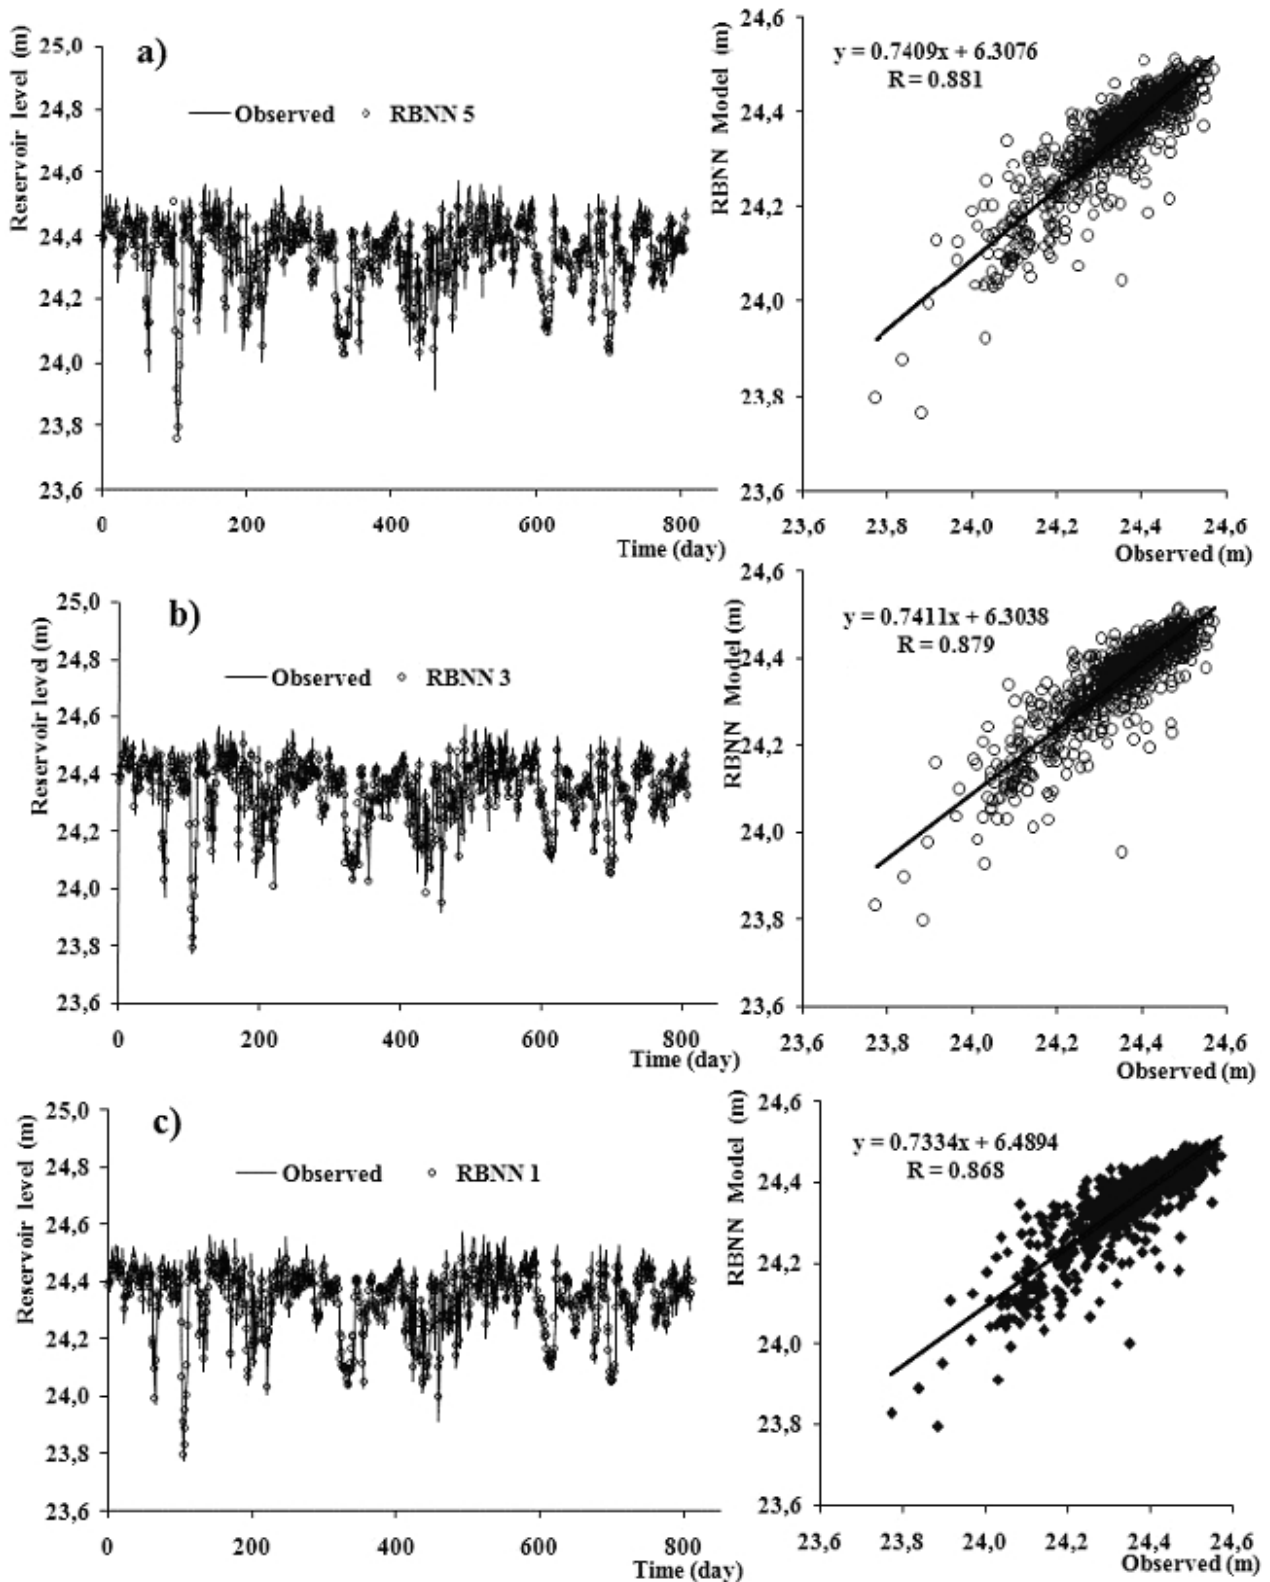 a)
Reservoir level (m)
25,0
24,8
24,6
24,4
24,2
24,0
23,8
23,6
Observed RBNN 5
0 200 400 600 800
Time (day)
RBNN Model (m)
24,6
24,4
24,2
24,0
23,8
23,6
y = 0.7409x + 6.3076
R = 0.881
23,6 23,8 24,0 24,2 24,4 24,6
Observed (m)
b)
Reservoir level (m)
25,0
24,8
24,6
24,4
24,2
24,0
23,8
23,6
Observed RBNN 3
0 200 400 600 800
Time (day)
RBNN Model (m)
24,6
24,4
24,2
24,0
23,8
23,6
y = 0.7411x + 6.3038
R = 0.879
23,6 23,8 24,0 24,2 24,4 24,6
Observed (m)
c)
Reservoir level (m)
25,0
24,8
24,6
24,4
24,2
24,0
23,8
23,6
Observed RBNN 1
0 200 400 600 800
Time (day)
RBNN Model (m)
24,6
24,4
24,2
24,0
23,8
23,6
y = 0.7334x + 6.4894
R = 0.868
23,6 23,8 24,0 24,2 24,4 24,6
Observed (m)